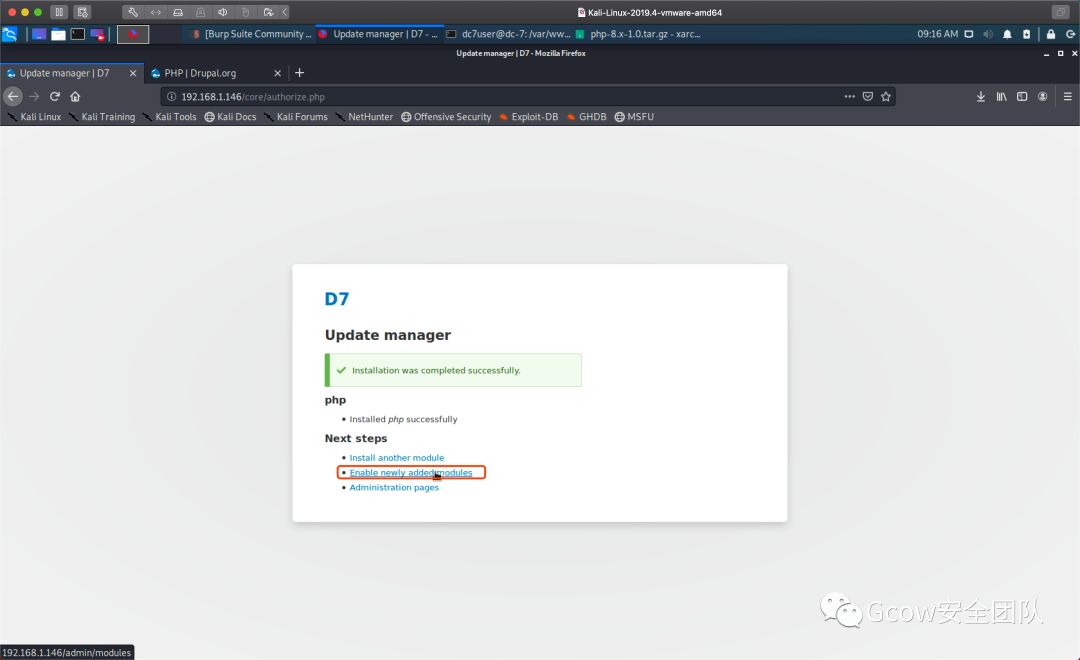 Kali-Linux-2019.4-vmware-amd64
[Burp Suite Community ...
Update manager | D7 - ...
dc7user@dc-7: /var/ww...
php-8.x-1.0.tar.gz - xarc...
09:16 AM
Update manager | D7 - Mozilla Firefox
Update manager | D7
PHP | Drupal.org
192.168.1.146/core/authorize.php
Kali Linux
Kali Training
Kali Tools
Kali Docs
Kali Forums
NetHunter
Offensive Security
Exploit-DB
GHDB
MSFU
D7
Update manager
Installation was completed successfully.
php
Installed php successfully
Next steps
Install another module
Enable newly added modules
Administration pages
Gcow安全团队
192.168.1.146/admin/modules